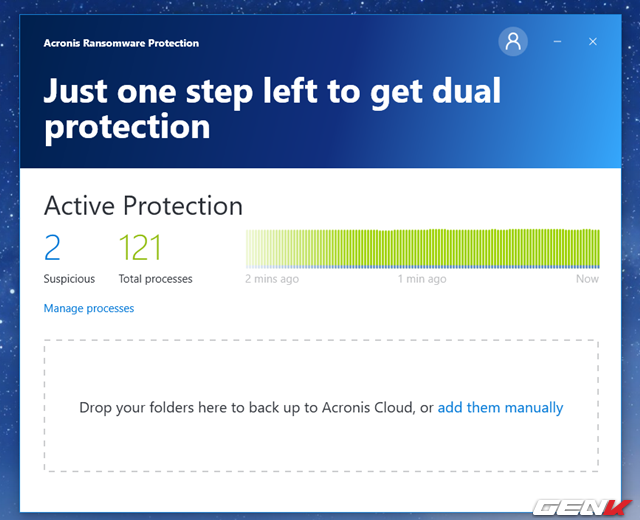 Acronis Ransomware Protection
Just one step left to get dual
protection
Active Protection
2
121
Suspicious
Total processes
2 mins ago
1 min ago
Now
Manage processes
Drop your folders here to back up to Acronis Cloud, or add them manually
GENK